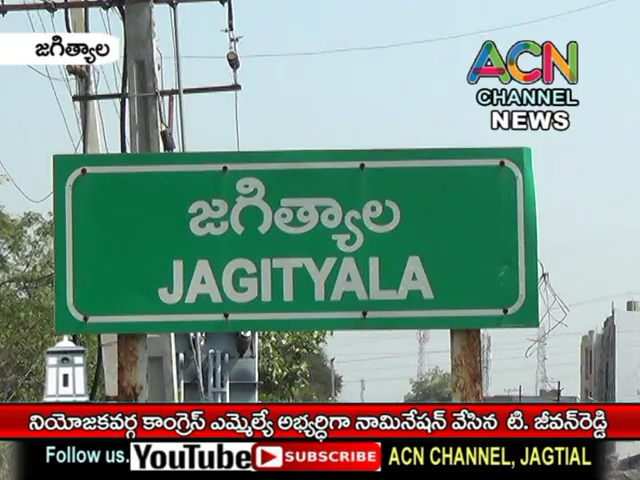 జగిత్యాల
ACN
CHANNEL
NEWS
జగిత్యాల
JAGITYALA
నియోజకవర్గ కాంగ్రెస్ ఎమ్మెల్యే అభ్యర్థిగా నామినేషన్ వేసిన టి. జీవన్‌రెడ్డి
Follow us. YouTube SUBSCRIBE ACN CHANNEL, JAGTIAL